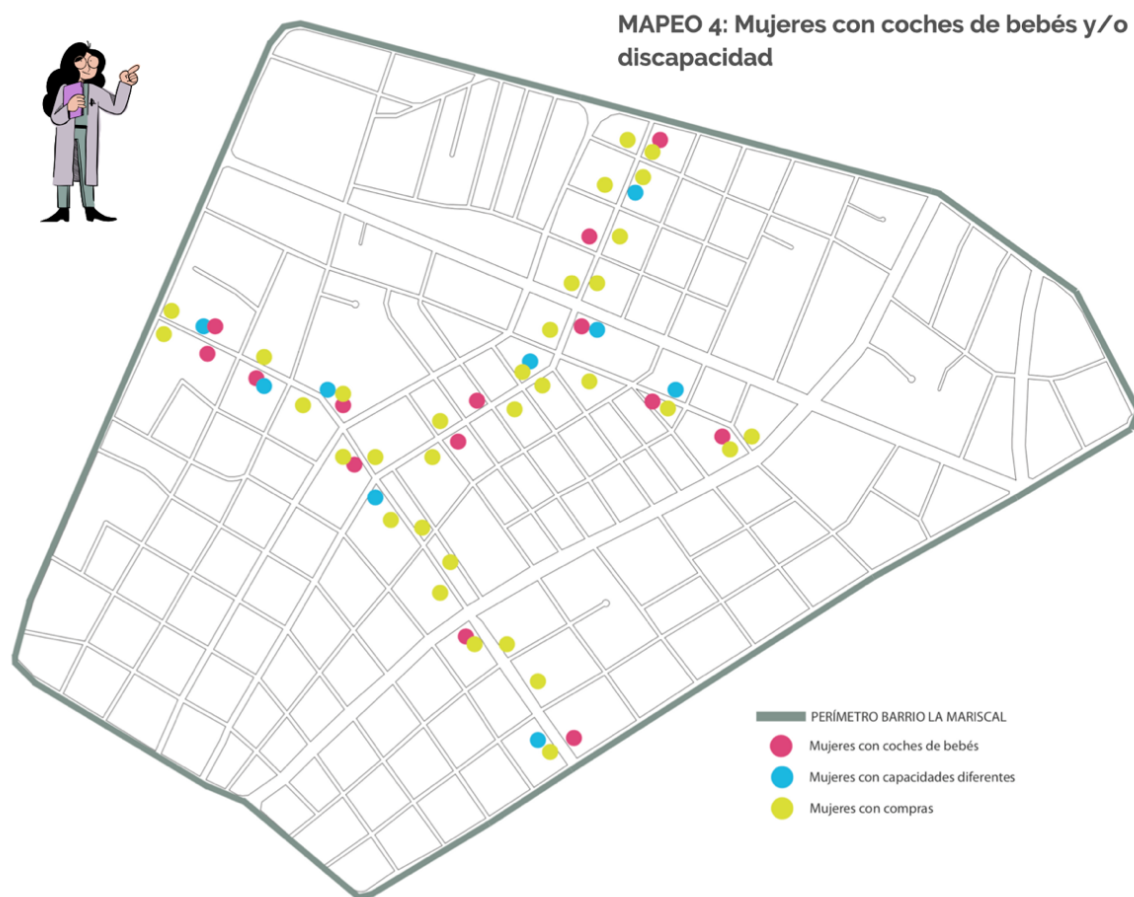 MAPEO 4: Mujeres con coches de bebés y/o
discapacidad
PERÍMETRO BARRIO LA MARISCAL
Mujeres con coches de bebés
Mujeres con capacidades diferentes
Mujeres con compras